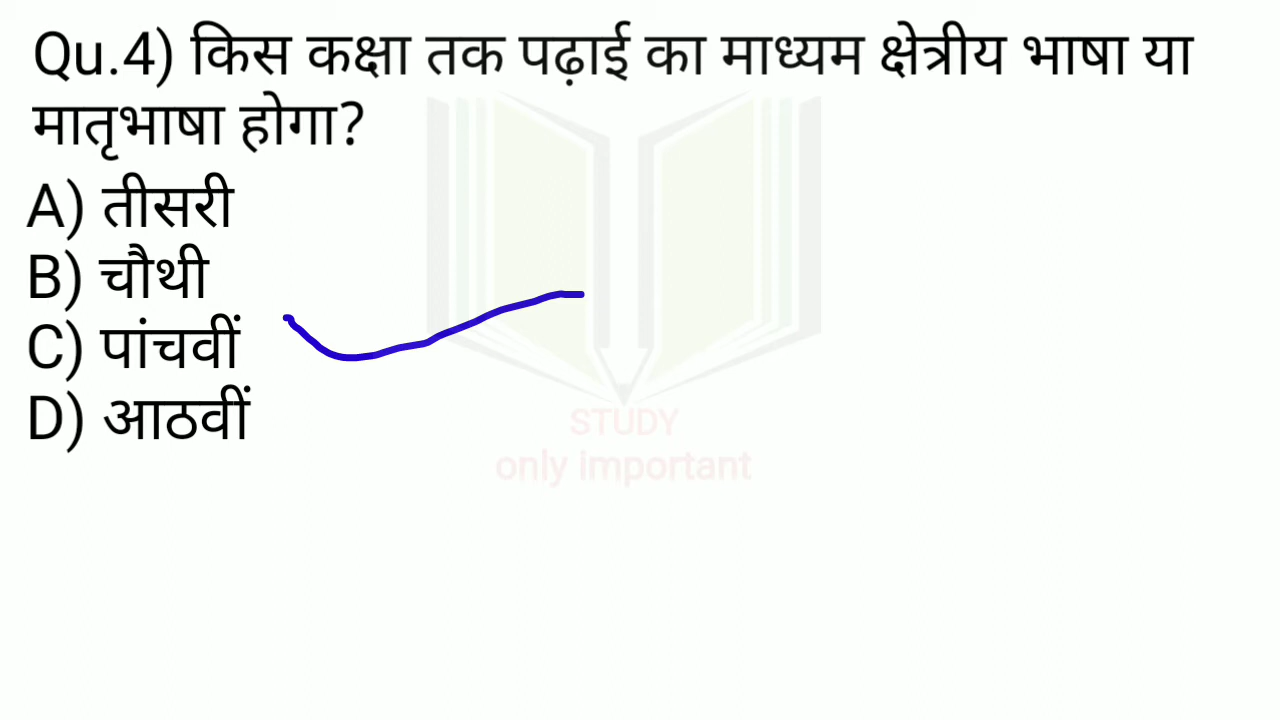 Qu.4) किस कक्षा तक पढ़ाई का माध्यम क्षेत्रीय भाषा या
मातृभाषा होगा?
A) तीसरी
B) चौथी
C) पांचवीं
D) आठवीं
STUDY
only important